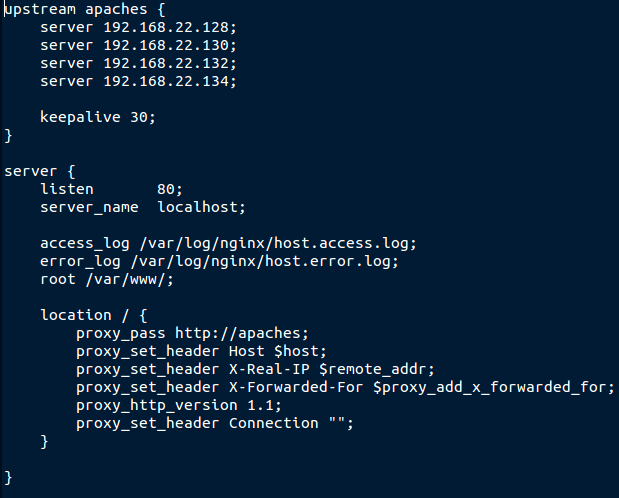 upstream apaches {
    server 192.168.22.128;
    server 192.168.22.130;
    server 192.168.22.132;
    server 192.168.22.134;

    keepalive 30;
}

server {
    listen       80;
    server_name  localhost;

    access_log /var/log/nginx/host.access.log;
    error_log /var/log/nginx/host.error.log;
    root /var/www/;

    location / {
        proxy_pass http://apaches;
        proxy_set_header Host $host;
        proxy_set_header X-Real-IP $remote_addr;
        proxy_set_header X-Forwarded-For $proxy_add_x_forwarded_for;
        proxy_http_version 1.1;
        proxy_set_header Connection "";
    }

}